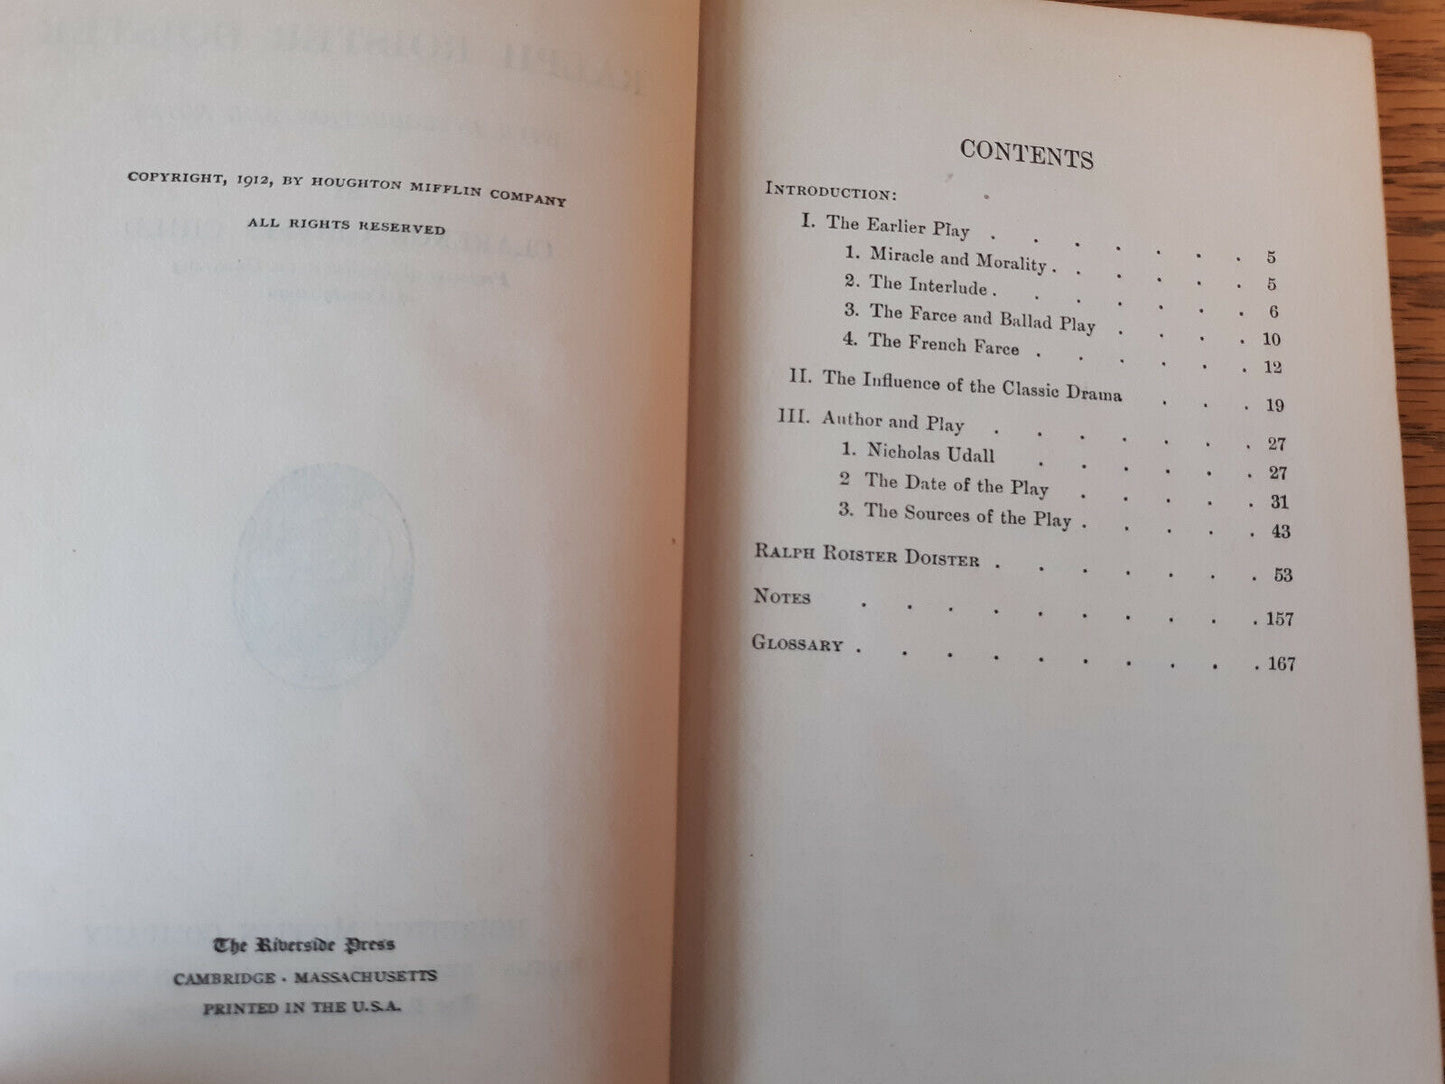 COPYRIGHT, 1912, BY HOUGHTON MIFFLIN COMPANY
ALL RIGHTS RESERVED
The Riverside Press
CAMBRIDGE · MASSACHUSETTS
PRINTED IN THE U.S.A.
CONTENTS
INTRODUCTION:
I. The Earlier Play . . . . . . . 5
1. Miracle and Morality . . . . . . 5
2. The Interlude . . . . . . . 6
3. The Farce and Ballad Play . . . . 10
4. The French Farce . . . . . . 12
II. The Influence of the Classic Drama . . . 19
III. Author and Play . . . . . . . 27
1. Nicholas Udall . . . . . . 27
2 The Date of the Play . . . . . 31
3. The Sources of the Play . . . . . 43
RALPH ROISTER DOISTER . . . . . . . 53
NOTES . . . . . . . . . . 157
GLOSSARY . . . . . . . . . . 167